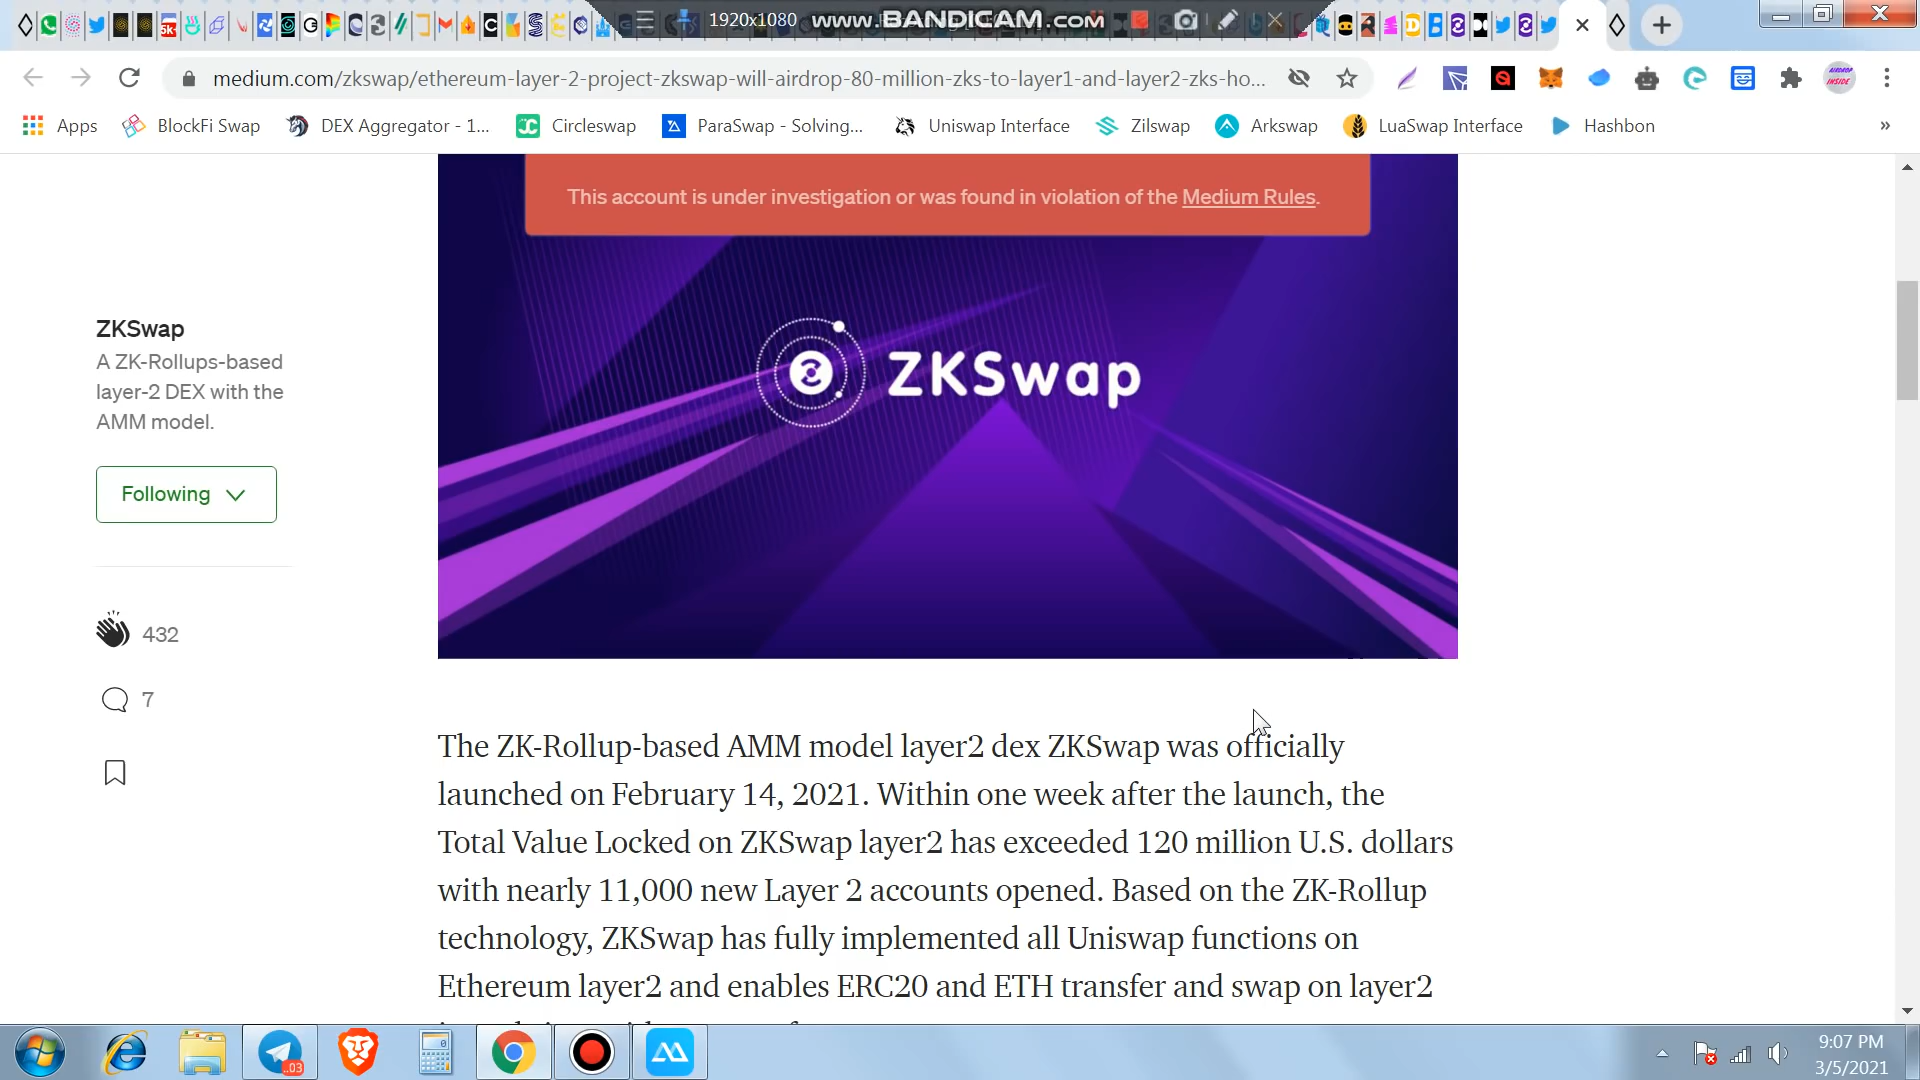 1920x1080
www.BANDICAM.com
medium.com/zkswap/ethereum-layer-2-project-zkswap-will-airdrop-80-million-zks-to-layer1-and-layer2-zks-ho...
Apps
BlockFi Swap
DEX Aggregator - 1...
Circleswap
ParaSwap - Solving...
Uniswap Interface
Zilswap
Arkswap
LuaSwap Interface
Hashbon
»
This account is under investigation or was found in violation of the Medium Rules.
ZKSwap
ZKSwap
A ZK-Rollups-based
layer-2 DEX with the
AMM model.
Following
432
7
The ZK-Rollup-based AMM model layer2 dex ZKSwap was officially
launched on February 14, 2021. Within one week after the launch, the
Total Value Locked on ZKSwap layer2 has exceeded 120 million U.S. dollars
with nearly 11,000 new Layer 2 accounts opened. Based on the ZK-Rollup
technology, ZKSwap has fully implemented all Uniswap functions on
Ethereum layer2 and enables ERC20 and ETH transfer and swap on layer2
9:07 PM
3/5/2021